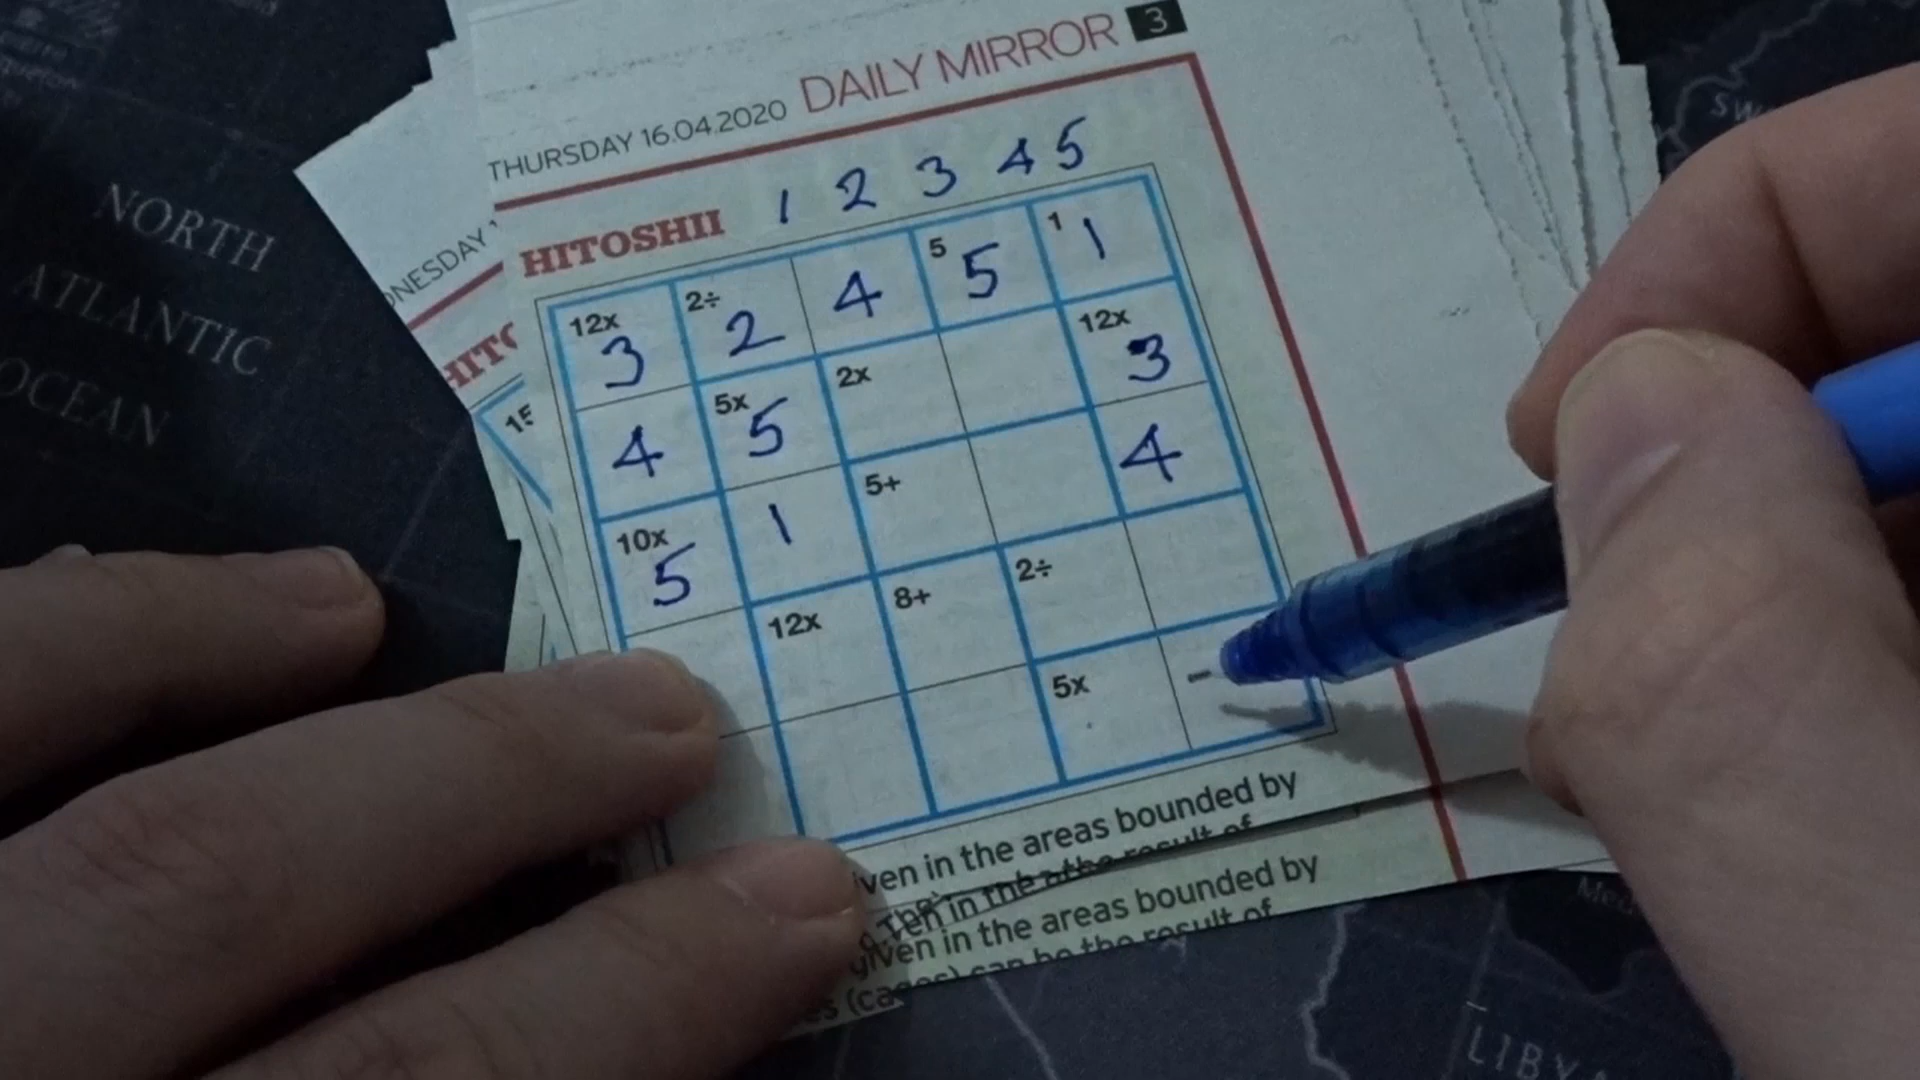 THURSDAY 16.04.2020 DAILY MIRROR 3
HITOSHII 1 2 3 4 5
12x 2÷ 5 1
3 2 4 5 1
5x 2x 12x
4 5 3
10x 5+
5 1 4
12x 8+ 2÷
5x
iven in the areas bounded by
given in the areas bounded by
NORTH
ATLANTIC
OCEAN